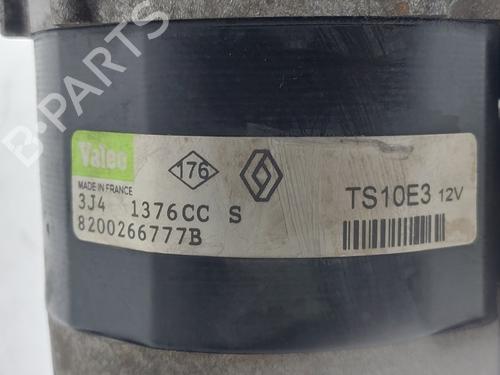 Valeo
176
MADE IN FRANCE
3J4 1376CC S
8200266777B
TS10E3 12V
B-PARTS